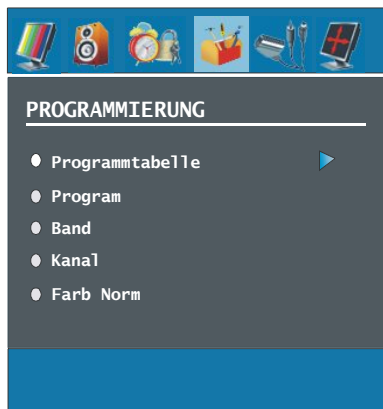 PROGRAMMIERUNG
Programmtabelle
Program
Band
Kanal
Farb Norm